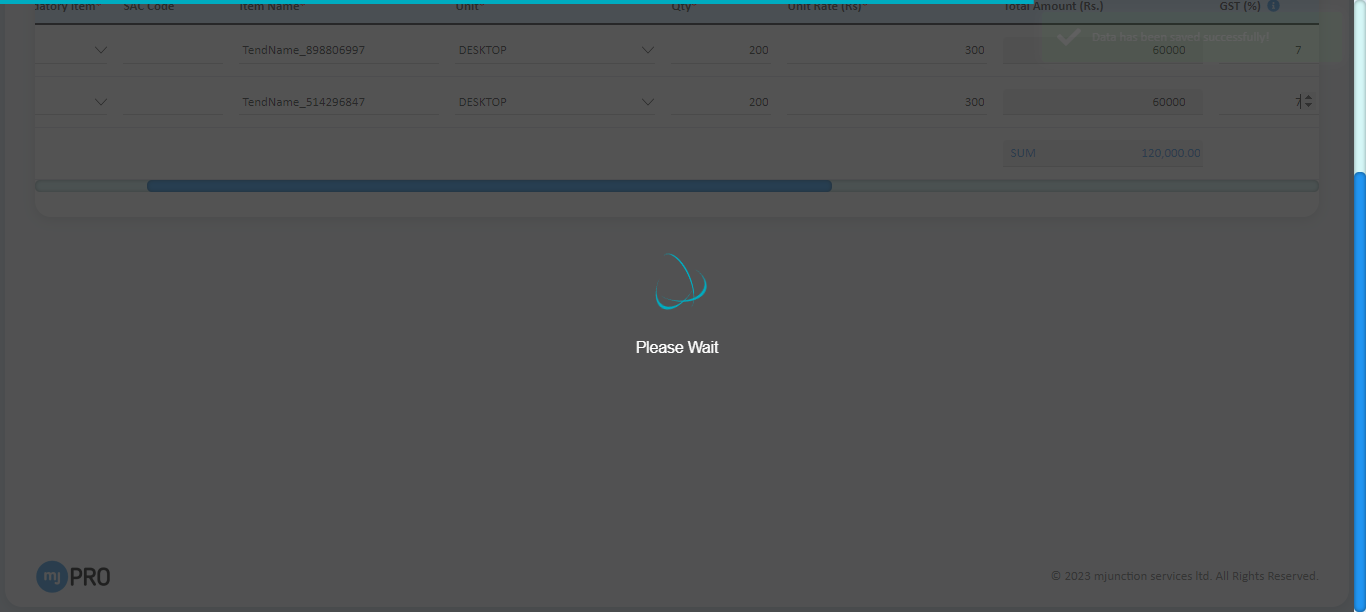 batory Item* SAC Code Item Name* Unit* Qty* Unit Rate (Rs)* Total Amount (Rs.) GST (%) i
Data has been saved successfully!
TendName_898806997 DESKTOP 200 300 60000 7
TendName_514296847 DESKTOP 200 300 60000 7
SUM 120,000.00
Please Wait
mj PRO
© 2023 mjunction services ltd. All Rights Reserved.